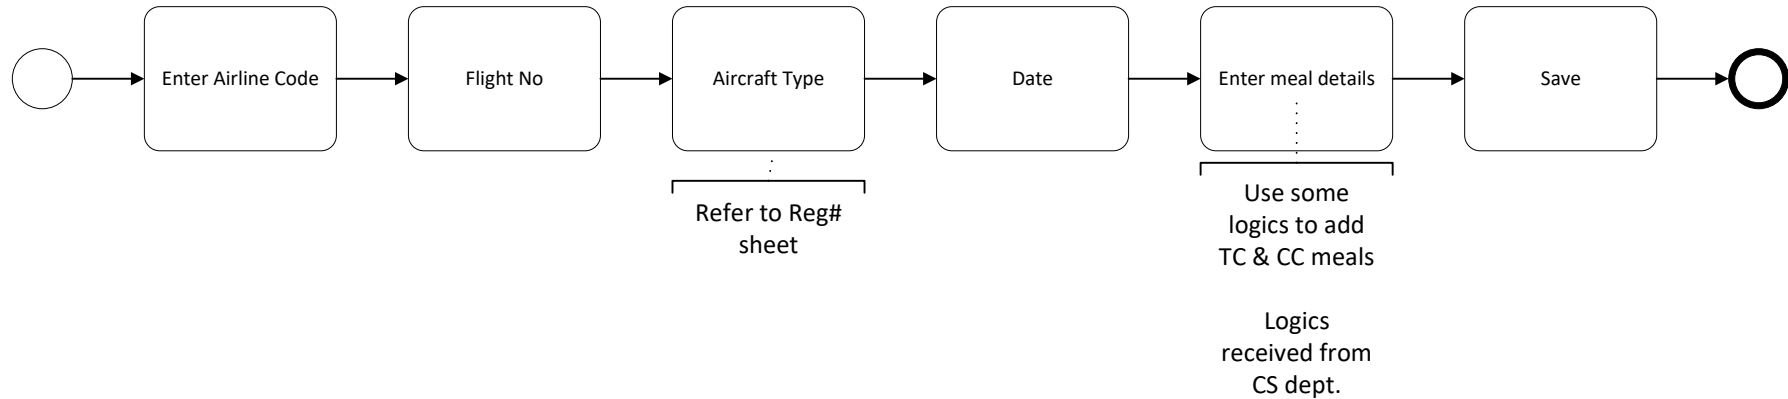 Enter Airline Code
Flight No
Aircraft Type
Date
Enter meal details
Save
Refer to Reg#
sheet
Use some
logics to add
TC & CC meals
Logics
received from
CS dept.